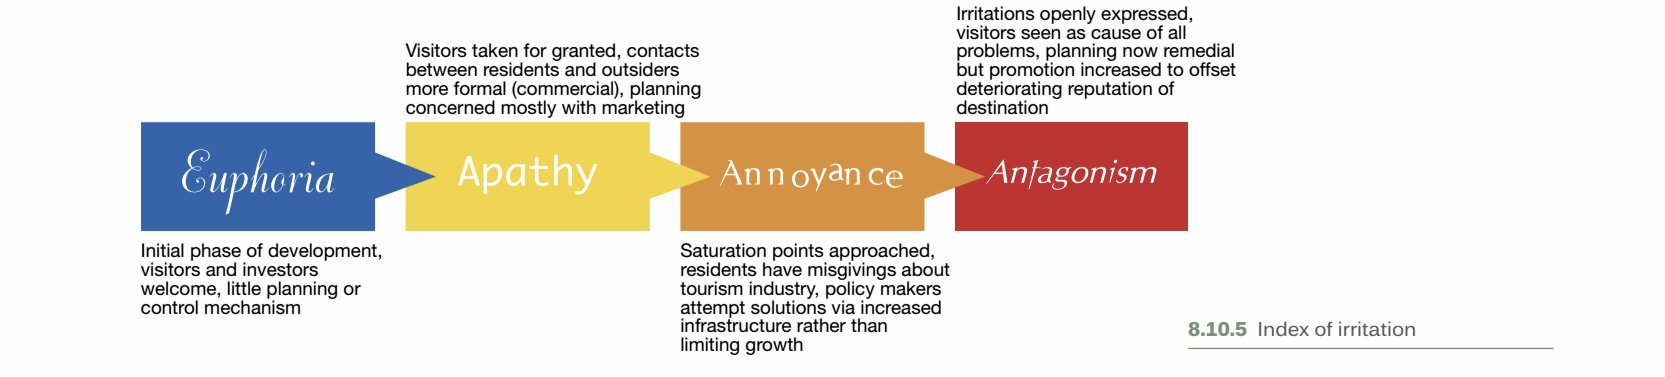 Euphoria
Initial phase of development,
visitors and investors
welcome, little planning or
control mechanism
Visitors taken for granted, contacts
between residents and outsiders
more formal (commercial), planning
concerned mostly with marketing
Apathy
Annoyance
Saturation points approached,
residents have misgivings about
tourism industry, policy makers
attempt solutions via increased
infrastructure rather than
limiting growth
Irritations openly expressed,
visitors seen as cause of all
problems, planning now remedial
but promotion increased to offset
deteriorating reputation of
destination
Antagonism
8.10.5 Index of irritation